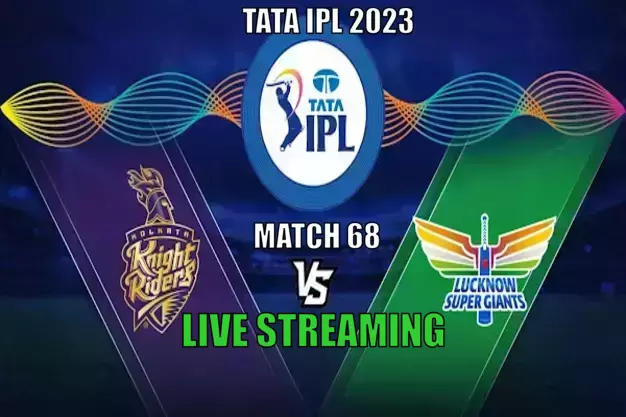 TATA IPL 2023
TATA
IPL
MATCH 68
KOLKATA
Knight
Riders
VS
LUCKNOW
SUPER GIANTS
LIVE STREAMING